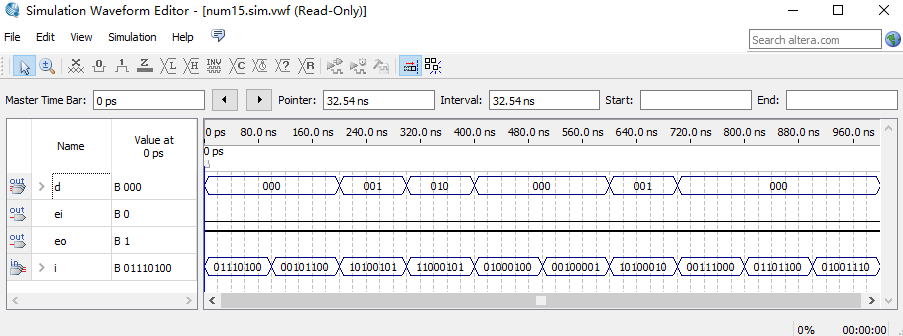 Simulation Waveform Editor - [num15.sim.vwf (Read-Only)]
File Edit View Simulation Help
Search altera.com
Master Time Bar: 0 ps Pointer: 32.54 ns Interval: 32.54 ns Start: End:
Name Value at 0 ps
0 ps 80.0 ns 160.0 ns 240.0 ns 320.0 ns 400.0 ns 480.0 ns 560.0 ns 640.0 ns 720.0 ns 800.0 ns 880.0 ns 960.0 ns
0 ps
out d B 000 000 001 010 000 001 000
out ei B 0
out eo B 1
in i B 01110100 01110100 00101100 10100101 11000101 01000100 00100001 10100010 00111000 01101100 01001110
0% 00:00:00